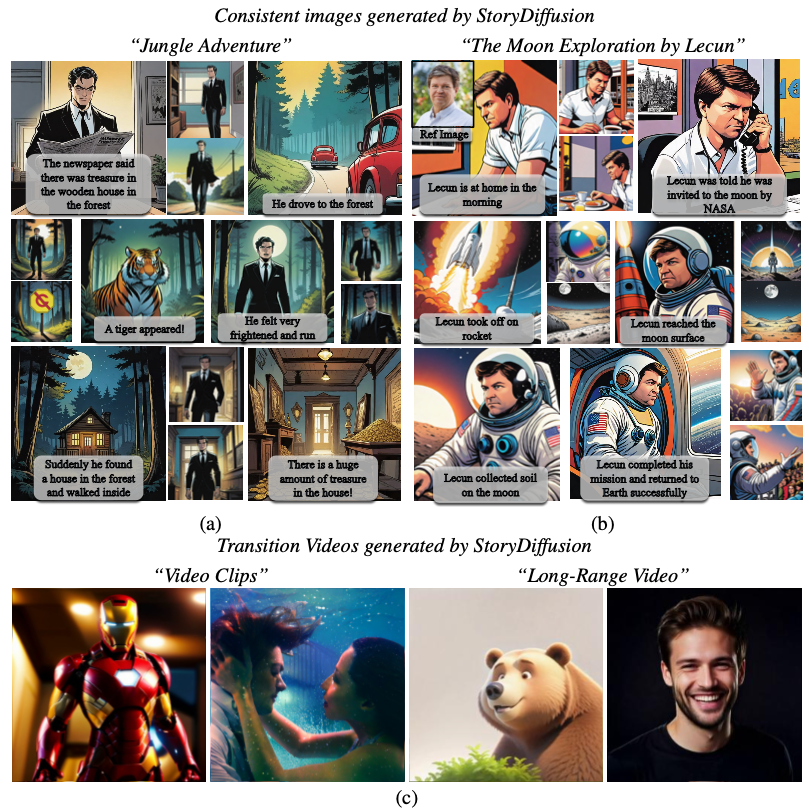 Consistent images generated by StoryDiffusion
“Jungle Adventure”
“The Moon Exploration by Lecun”
The newspaper said
there was treasure in
the wooden house in
the forest
He drove to the forest
Ref Image
Lecun is at home in the
morning
Lecun was told he was
invited to the moon by
NASA
A tiger appeared!
He felt very
frightened and run
Lecun took off on
rocket
Lecun reached the
moon surface
Suddenly he found
a house in the forest
and walked inside
There is a huge
amount of treasure
in the house!
Lecun collected soil
on the moon
Lecun completed his
mission and returned to
Earth successfully
(a)
(b)
Transition Videos generated by StoryDiffusion
“Video Clips”
“Long-Range Video”
(c)